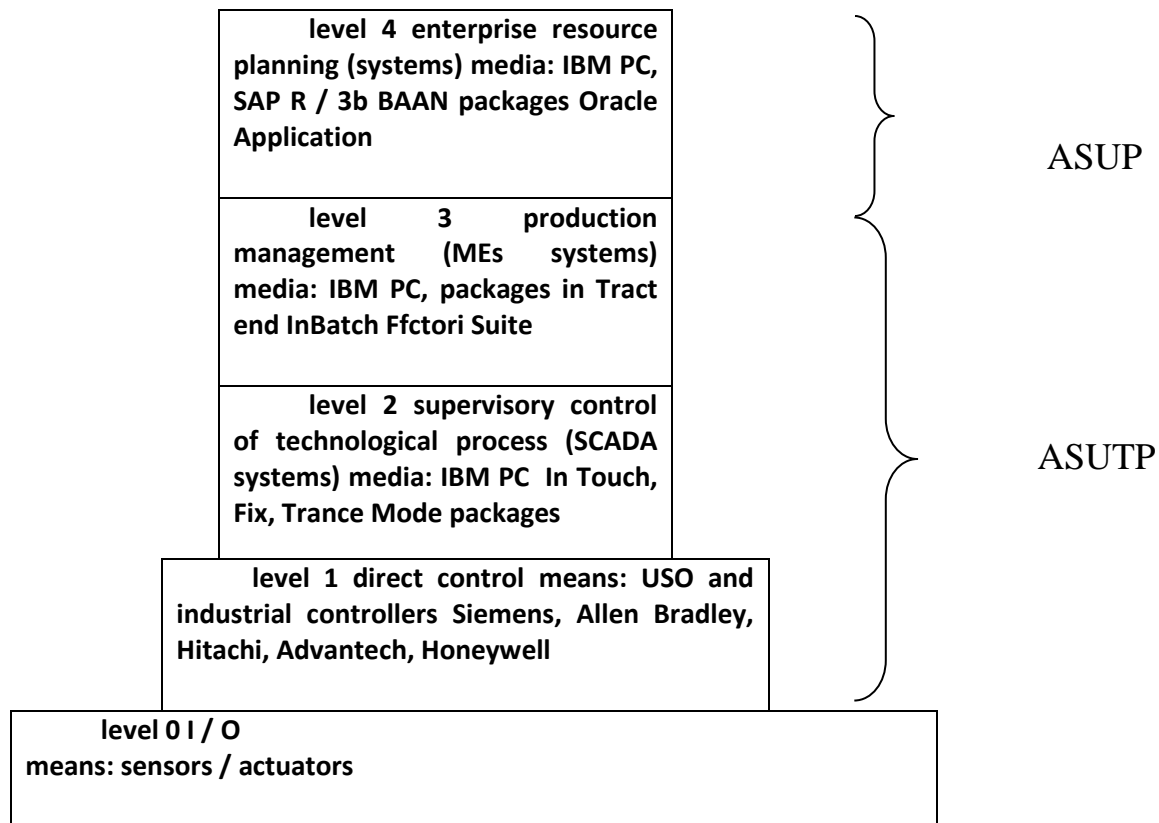 level 4 enterprise resource
planning (systems) media: IBM PC,
SAP R / 3b BAAN packages Oracle
Application
ASUP
level 3 production
management (MEs systems)
media: IBM PC, packages in Tract
end InBatch Ffctori Suite
level 2 supervisory control
of technological process (SCADA
systems) media: IBM PC In Touch,
Fix, Trance Mode packages
ASUTP
level 1 direct control means: USO and
industrial controllers Siemens, Allen Bradley,
Hitachi, Advantech, Honeywell
level 0 I / O
means: sensors / actuators